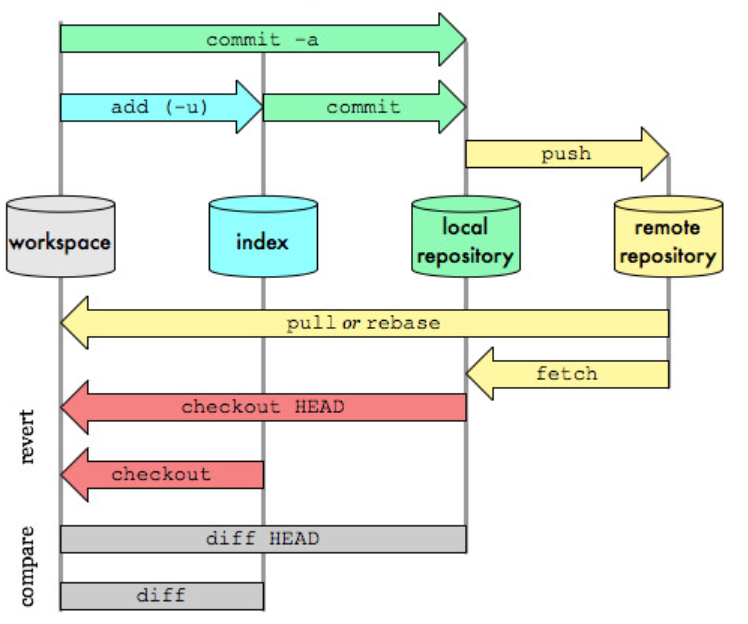 commit -a
add (-u)
commit
push
workspace
index
local
repository
remote
repository
pull or rebase
fetch
checkout HEAD
revert
checkout
diff HEAD
compare
diff